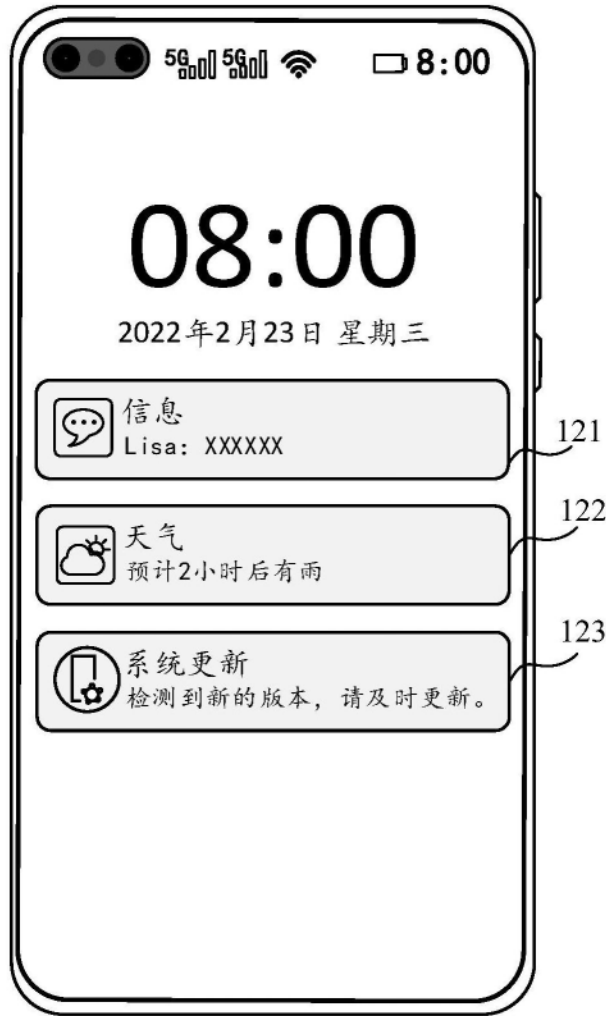 5G 5G 8:00
08:00
2022年2月23日 星期三
信息
Lisa: XXXXXX
121
天气
预计2小时后有雨
122
系统更新
检测到新的版本，请及时更新。
123